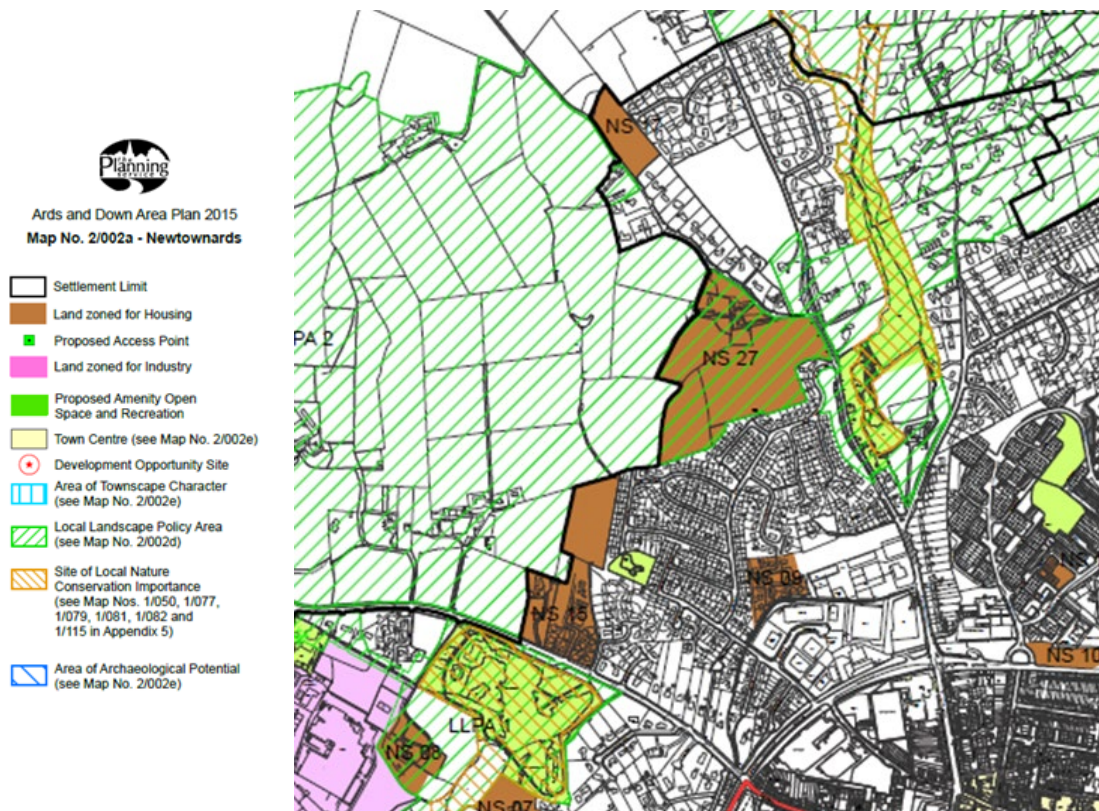 the
Planning
SERVICE
Ards and Down Area Plan 2015
Map No. 2/002a - Newtownards
Settlement Limit
Land zoned for Housing
Proposed Access Point
Land zoned for Industry
Proposed Amenity Open
Space and Recreation
Town Centre (see Map No. 2/002e)
Development Opportunity Site
Area of Townscape Character
(see Map No. 2/002e)
Local Landscape Policy Area
(see Map No. 2/002d)
Site of Local Nature
Conservation Importance
(see Map Nos. 1/050, 1/077,
1/079, 1/081, 1/082 and
1/115 in Appendix 5)
Area of Archaeological Potential
(see Map No. 2/002e)
NS 17
PA 2
NS 27
NS 09
NS 15
NS 10
LLPA 1
NS 08
NS 07